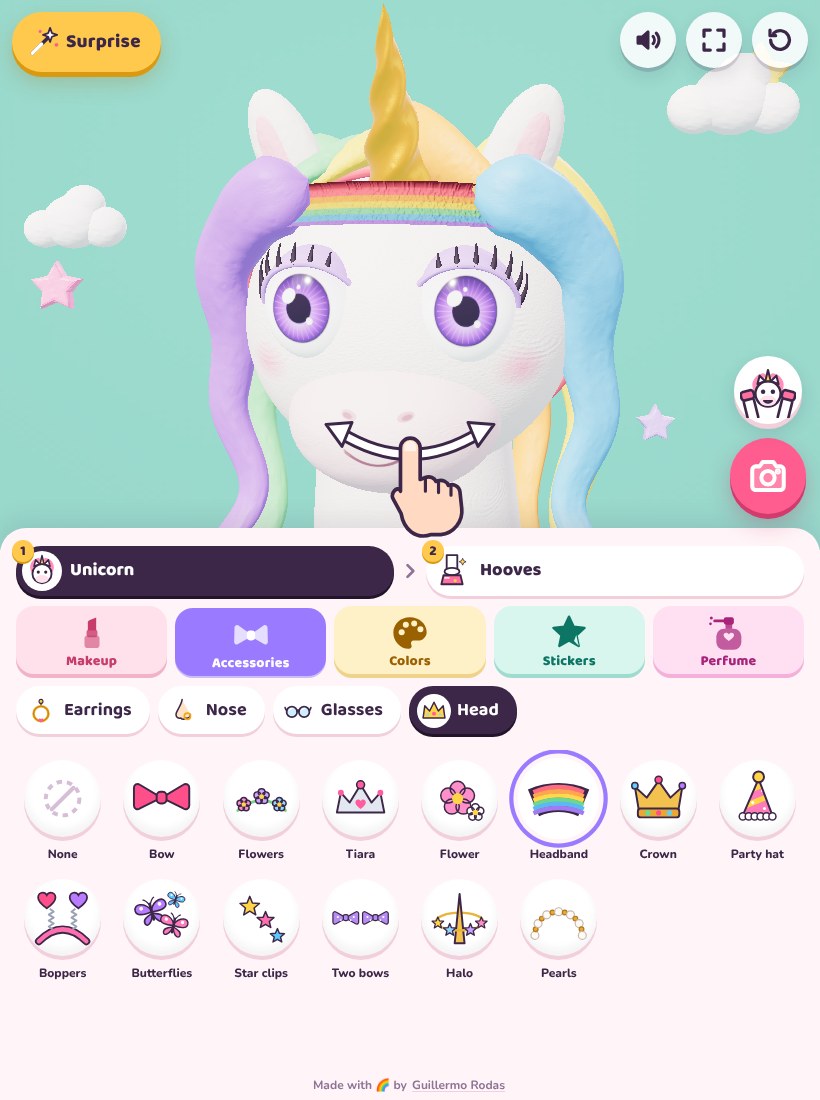 Surprise
1
Unicorn
2
Hooves
Makeup
Accessories
Colors
Stickers
Perfume
Earrings
Nose
Glasses
Head
None
Bow
Flowers
Tiara
Flower
Headband
Crown
Party hat
Boppers
Butterflies
Star clips
Two bows
Halo
Pearls
Made with 🌈 by Guillermo Rodas